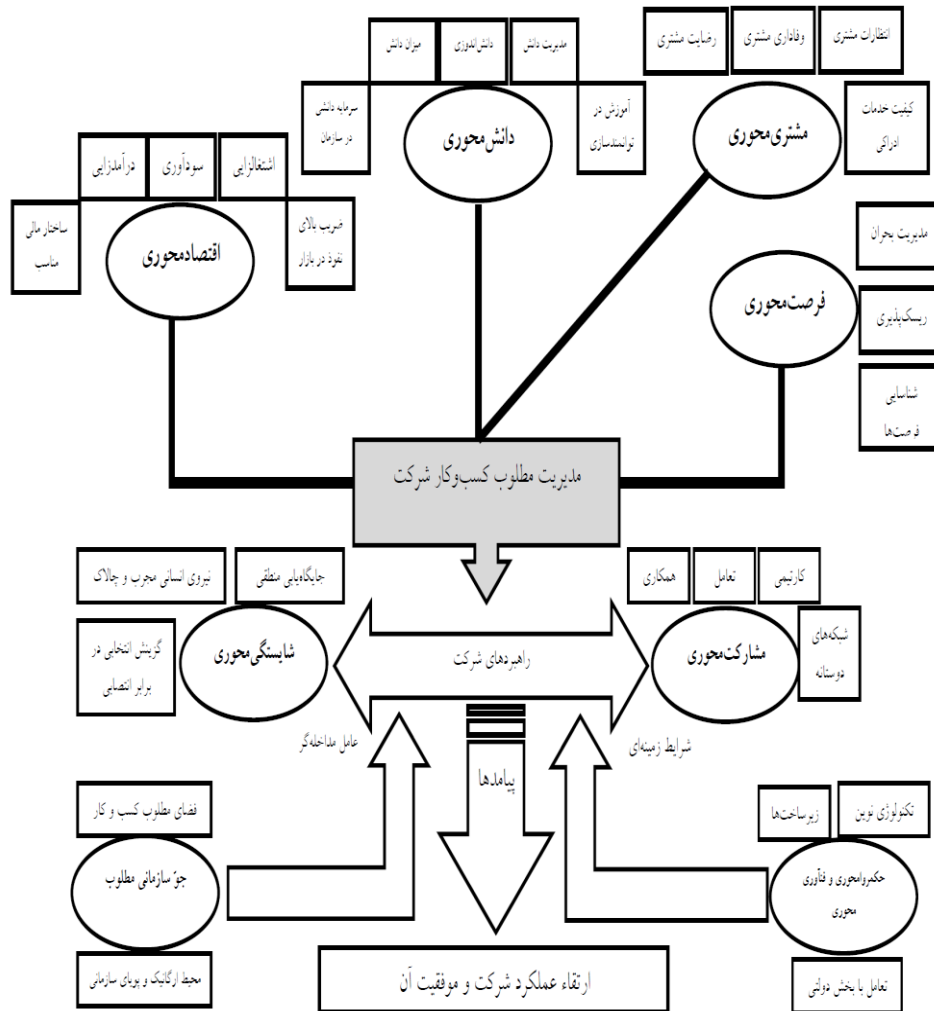 انتظارات مشتری
وفاداری مشتری
رضایت مشتری
کیفیت خدمات
ادراکی
مشتری‌محوری
مدیریت دانش
دانش‌اندوزی
میزان دانش
آموزش در
توانمندسازی
سرمایه دانشی
در سازمان
دانش‌محوری
اشتغالزایی
سودآوری
درآمدزایی
ضریب بالای
نفوذ در بازار
ساختار مالی
مناسب
اقتصادمحوری
مدیریت بحران
ریسک‌پذیری
شناسایی
فرصت‌ها
فرصت‌محوری
مدیریت مطلوب کسب‌وکار شرکت
کارتیمی
تعامل
همکاری
شبکه‌های
دوستانه
مشارکت‌محوری
راهبردهای شرکت
جایگاه‌یابی منطقی
نیروی انسانی مجرب و چالاک
گزینش انتخابی در
برابر انتصابی
شایستگی‌محوری
شرایط زمینه‌ای
عامل مداخله‌گر
پیامدها
تکنولوژی نوین
زیرساخت‌ها
حکمروامحوری و فنآوری
محوری
تعامل با بخش دولتی
فضای مطلوب کسب و کار
جوّ سازمانی مطلوب
محیط ارگانیک و پویای سازمانی
ارتقاء عملکرد شرکت و موفقیت آن